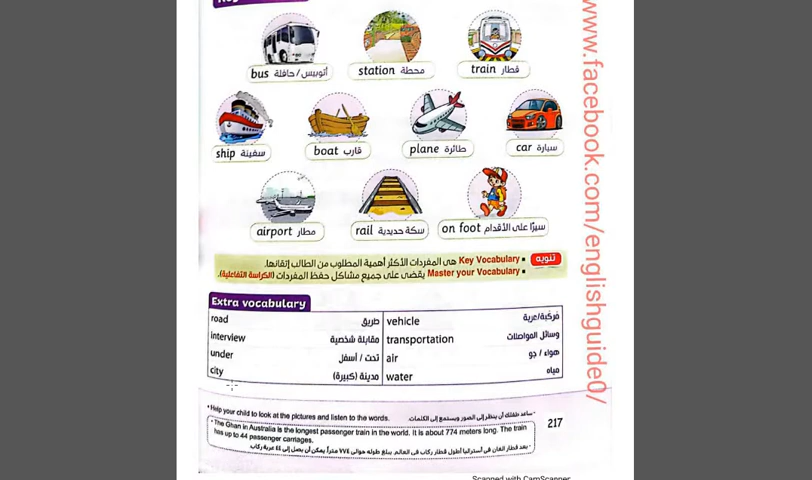 bus أتوبيس / حافلة
station محطة
train قطار
ship سفينة
boat قارب
plane طائرة
car سيارة
airport مطار
rail سكة حديدية
on foot سيرًا على الأقدام
تنويه
▪ Key Vocabulary هى المفردات الأكثر أهمية المطلوب من الطالب إتقانها.
▪ Master your Vocabulary يقضى على جميع مشاكل حفظ المفردات (الكراسة التفاعلية).
Extra vocabulary
road طريق vehicle مركبة/عربة
interview مقابلة شخصية transportation وسائل المواصلات
under تحت / أسفل air هواء / جو
city مدينة (كبيرة) water مياه
• Help your child to look at the pictures and listen to the words.
- ساعد طفلك أن ينظر إلى الصور ويستمع إلى الكلمات.
• The Ghan in Australia is the longest passenger train in the world. It is about 774 meters long. The train
has up to 44 passenger carriages.
- يعد قطار الغان فى أستراليا أطول قطار ركاب فى العالم. يبلغ طوله حوالى ٧٧٤ متراً يمكن أن يصل إلى ٤٤ عربة ركاب.
217
www.facebook.com/englishguide0/
Scanned with CamScanner